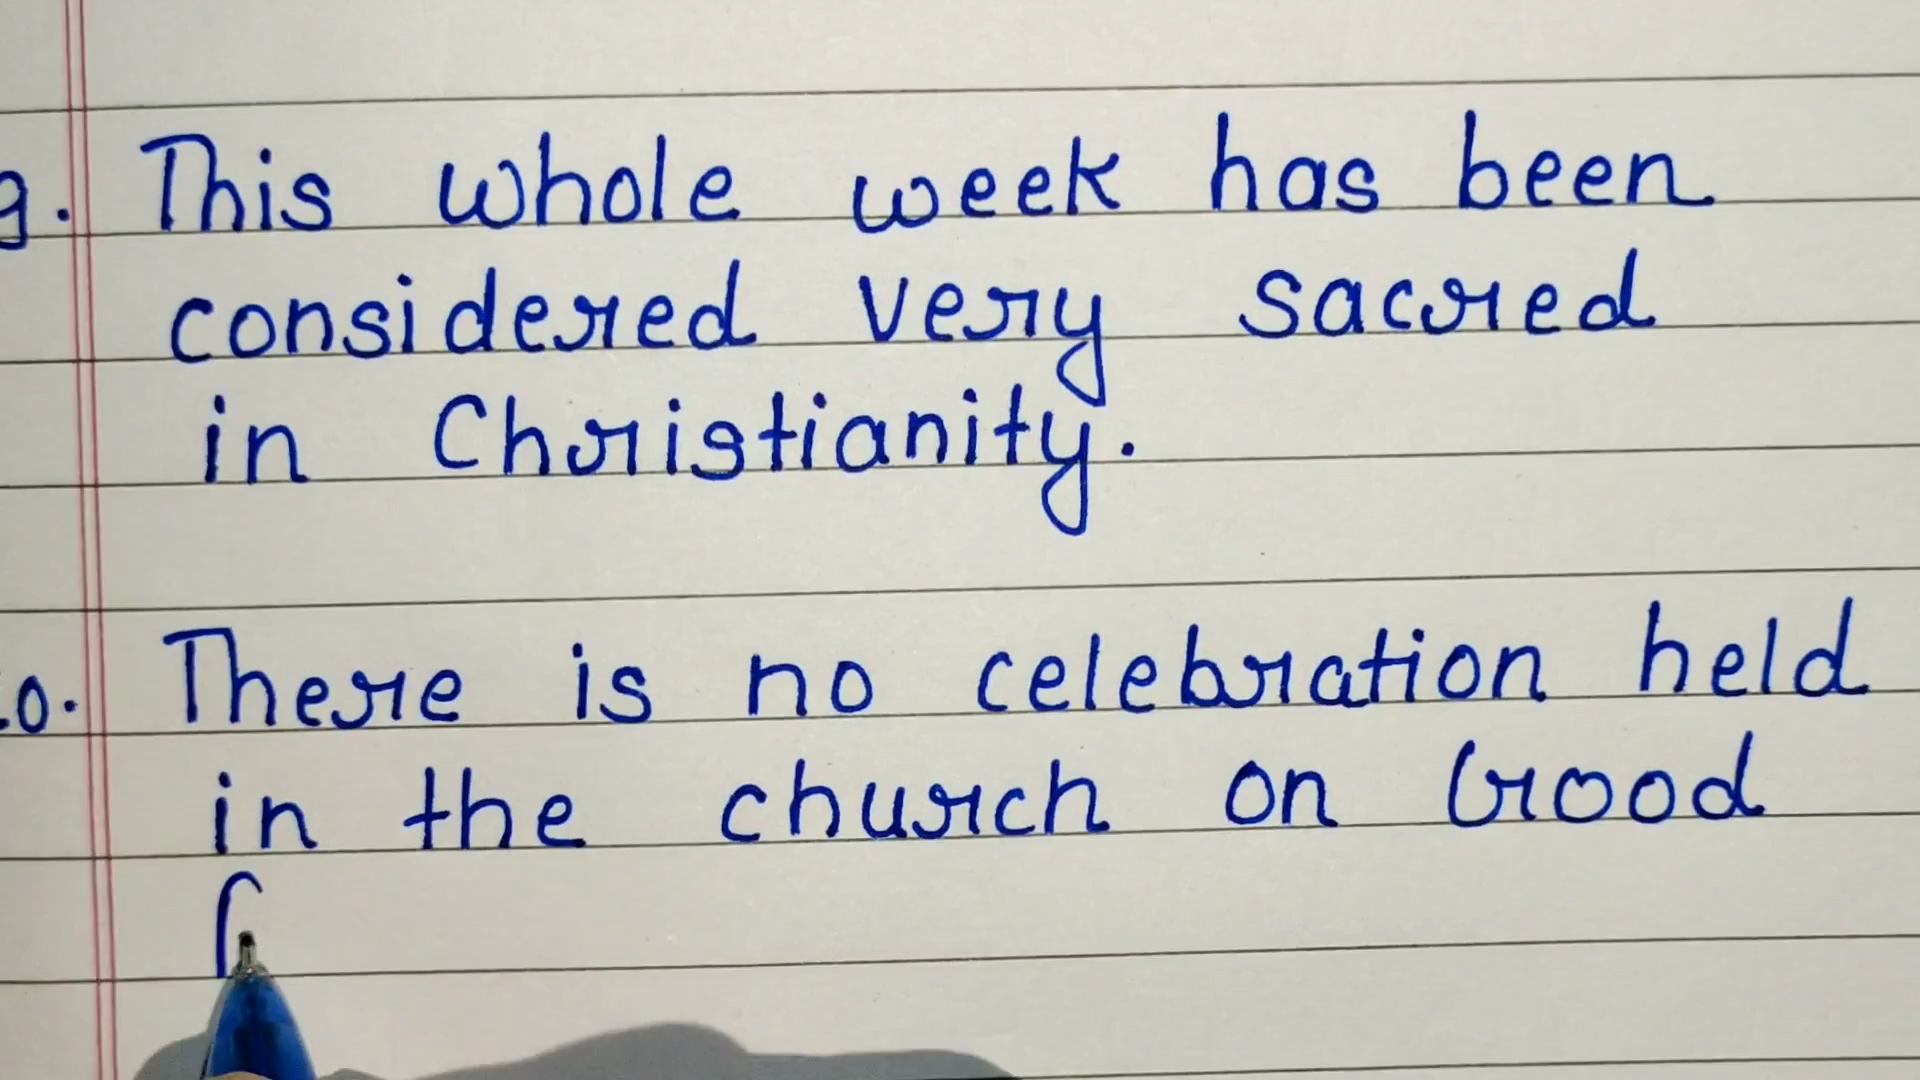 9. This whole week has been
considered very sacred
in Christianity.
10. There is no celebration held
in the church on Good